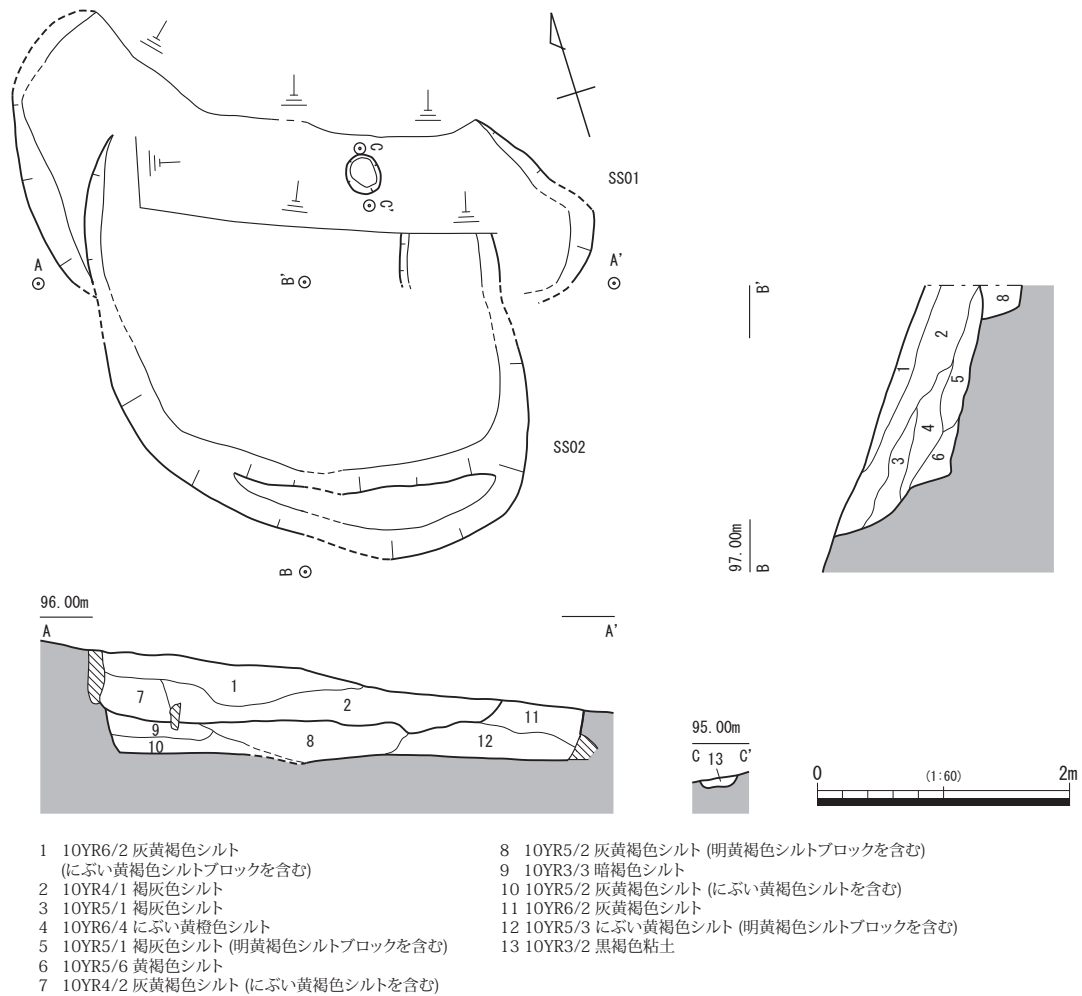 C
C'
SS01
A
A'
B'
B'
SS02
B
97.00m
B
1
2
3
4
5
6
8
96.00m
A
A'
1
2
7
8
9
10
11
12
95.00m
C 13 C'
0 (1:60) 2m
1 10YR6/2 灰黄褐色シルト
(にぶい黄褐色シルトブロックを含む)
2 10YR4/1 褐灰色シルト
3 10YR5/1 褐灰色シルト
4 10YR6/4 にぶい黄橙色シルト
5 10YR5/1 褐灰色シルト (明黄褐色シルトブロックを含む)
6 10YR5/6 黄褐色シルト
7 10YR4/2 灰黄褐色シルト (にぶい黄褐色シルトを含む)
8 10YR5/2 灰黄褐色シルト (明黄褐色シルトブロックを含む)
9 10YR3/3 暗褐色シルト
10 10YR5/2 灰黄褐色シルト (にぶい黄褐色シルトを含む)
11 10YR6/2 灰黄褐色シルト
12 10YR5/3 にぶい黄褐色シルト (明黄褐色シルトブロックを含む)
13 10YR3/2 黒褐色粘土